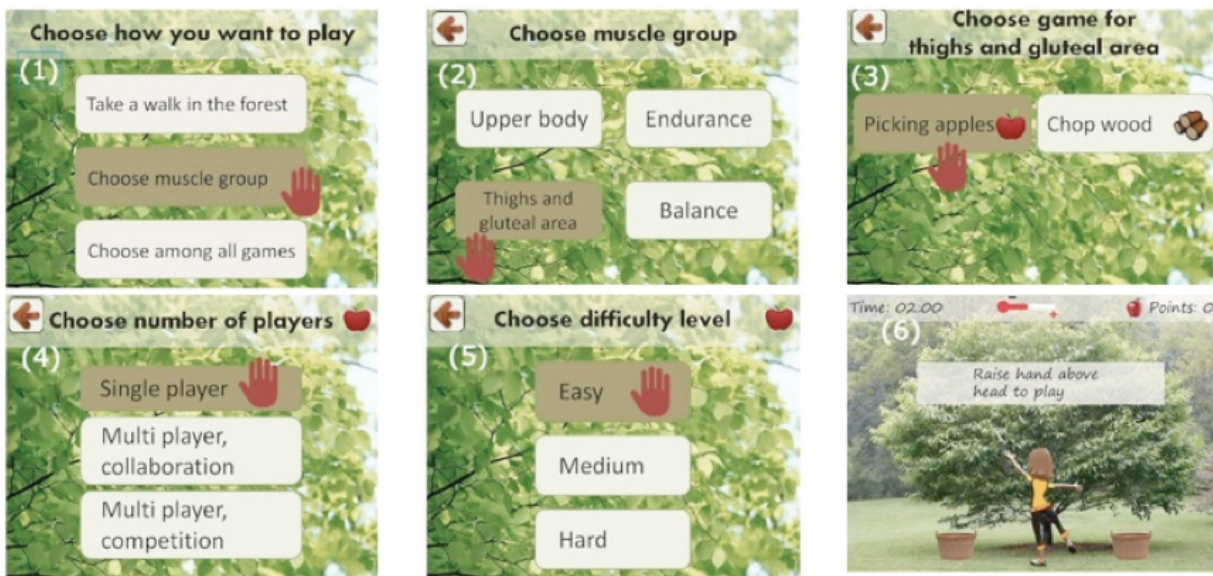 Choose how you want to play
(1)
Take a walk in the forest
Choose muscle group
Choose among all games
Choose muscle group
(2)
Upper body
Endurance
Thighs and
gluteal area
Balance
Choose game for
thighs and gluteal area
(3)
Picking apples
Chop wood
Choose number of players
(4)
Single player
Multi player,
collaboration
Multi player,
competition
Choose difficulty level
(5)
Easy
Medium
Hard
Time: 02:00
Points: 0
(6)
Raise hand above
head to play